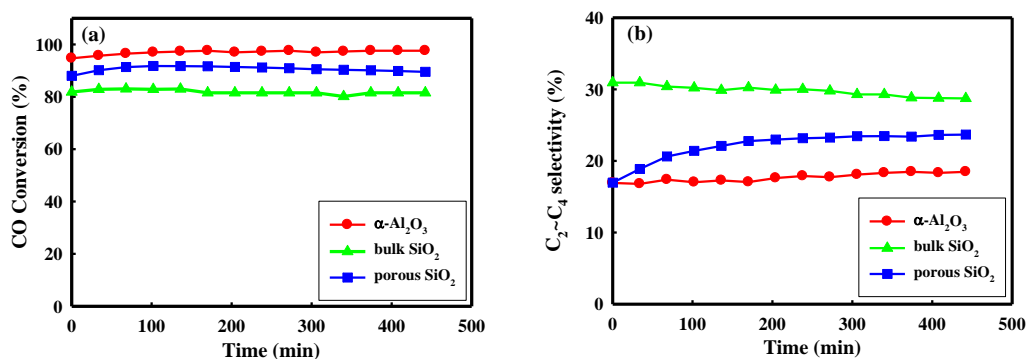 (a)
CO Conversion (%)
100
80
60
40
20
0
α-Al₂O₃
bulk SiO₂
porous SiO₂
0 100 200 300 400 500
Time (min)
(b)
C₂~C₄ selectivity (%)
40
30
20
10
0
α-Al₂O₃
bulk SiO₂
porous SiO₂
0 100 200 300 400 500
Time (min)